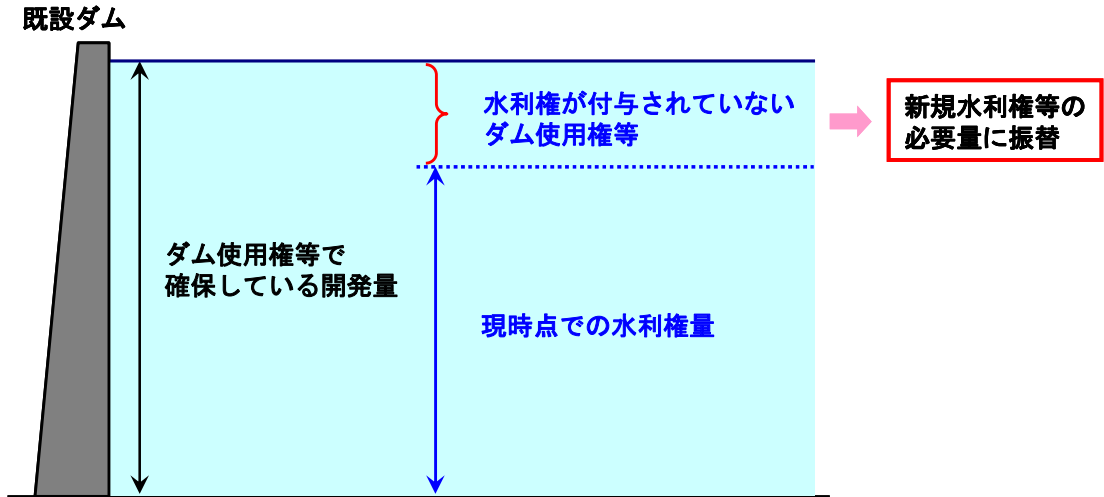 既設ダム
水利権が付与されていない
ダム使用権等
新規水利権等の
必要量に振替
ダム使用権等で
確保している開発量
現時点での水利権量